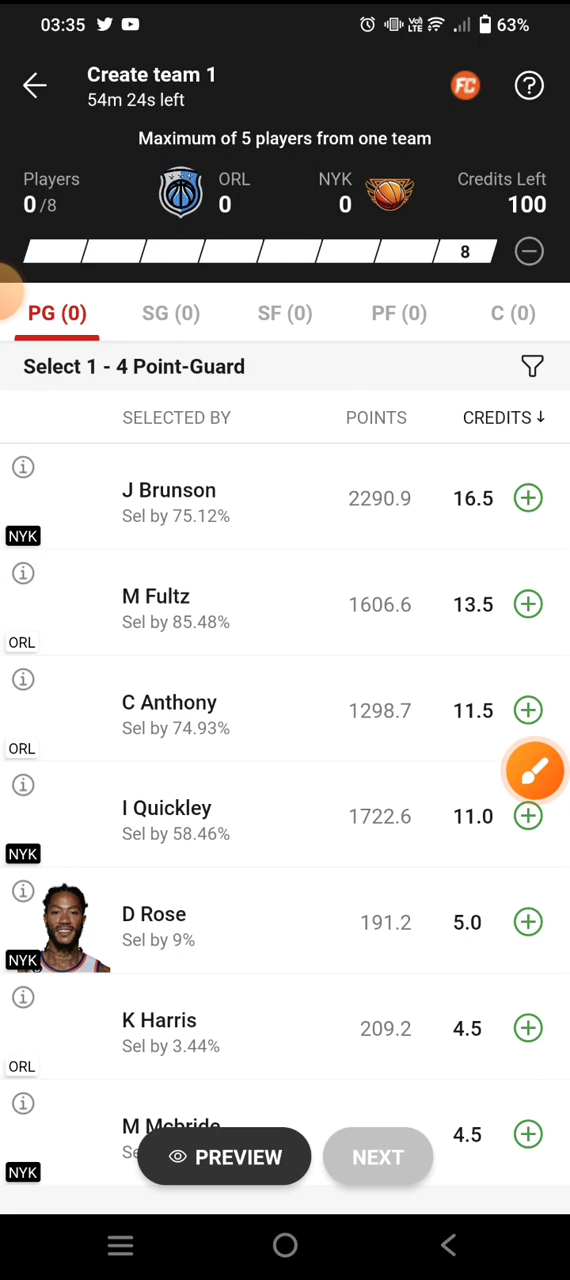 03:35 VoI LTE 63%
Create team 1
54m 24s left
FC ?
Maximum of 5 players from one team
Players ORL NYK Credits Left
0/8 0 0 100
8
PG (0) SG (0) SF (0) PF (0) C (0)
Select 1 - 4 Point-Guard
SELECTED BY POINTS CREDITS↓
J Brunson
Sel by 75.12% 2290.9 16.5
NYK
M Fultz
Sel by 85.48% 1606.6 13.5
ORL
C Anthony
Sel by 74.93% 1298.7 11.5
ORL
I Quickley
Sel by 58.46% 1722.6 11.0
NYK
D Rose
Sel by 9% 191.2 5.0
NYK
K Harris
Sel by 3.44% 209.2 4.5
ORL
M Mcbride
4.5
PREVIEW NEXT
NYK